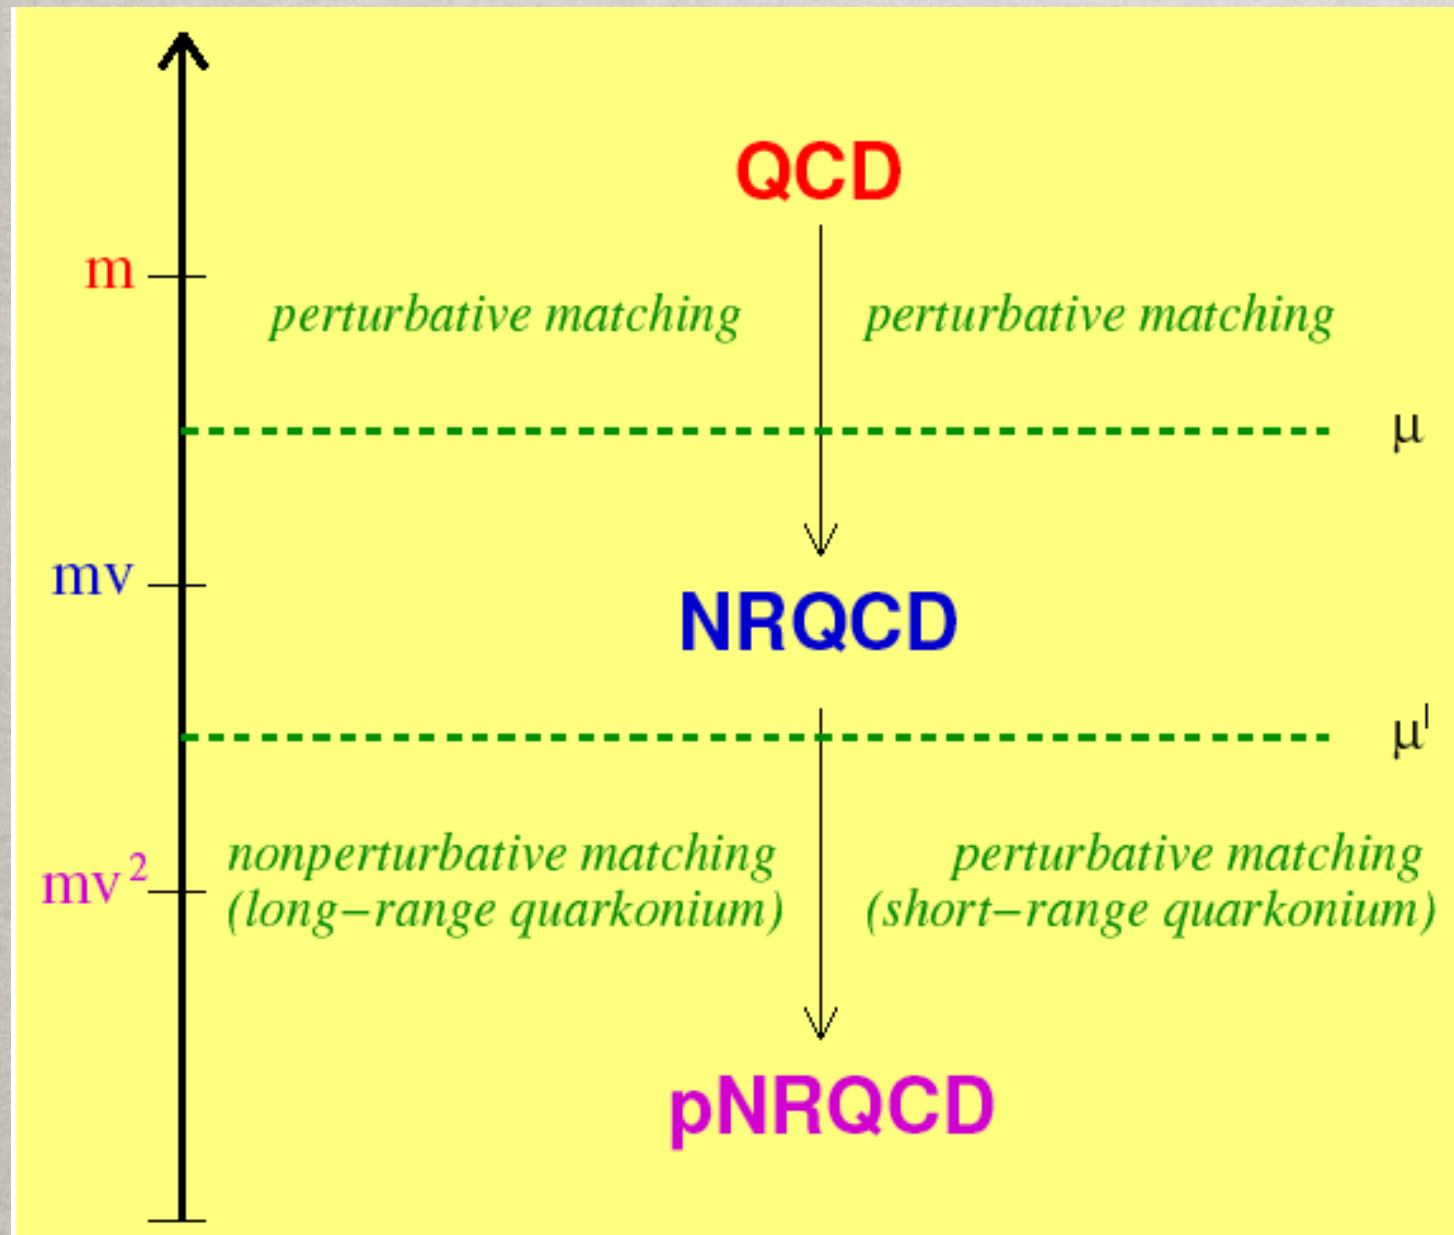 QCD
m
perturbative matching perturbative matching
μ
mv
NRQCD
μ'
nonperturbative matching perturbative matching
mv²
(long−range quarkonium) (short−range quarkonium)
pNRQCD